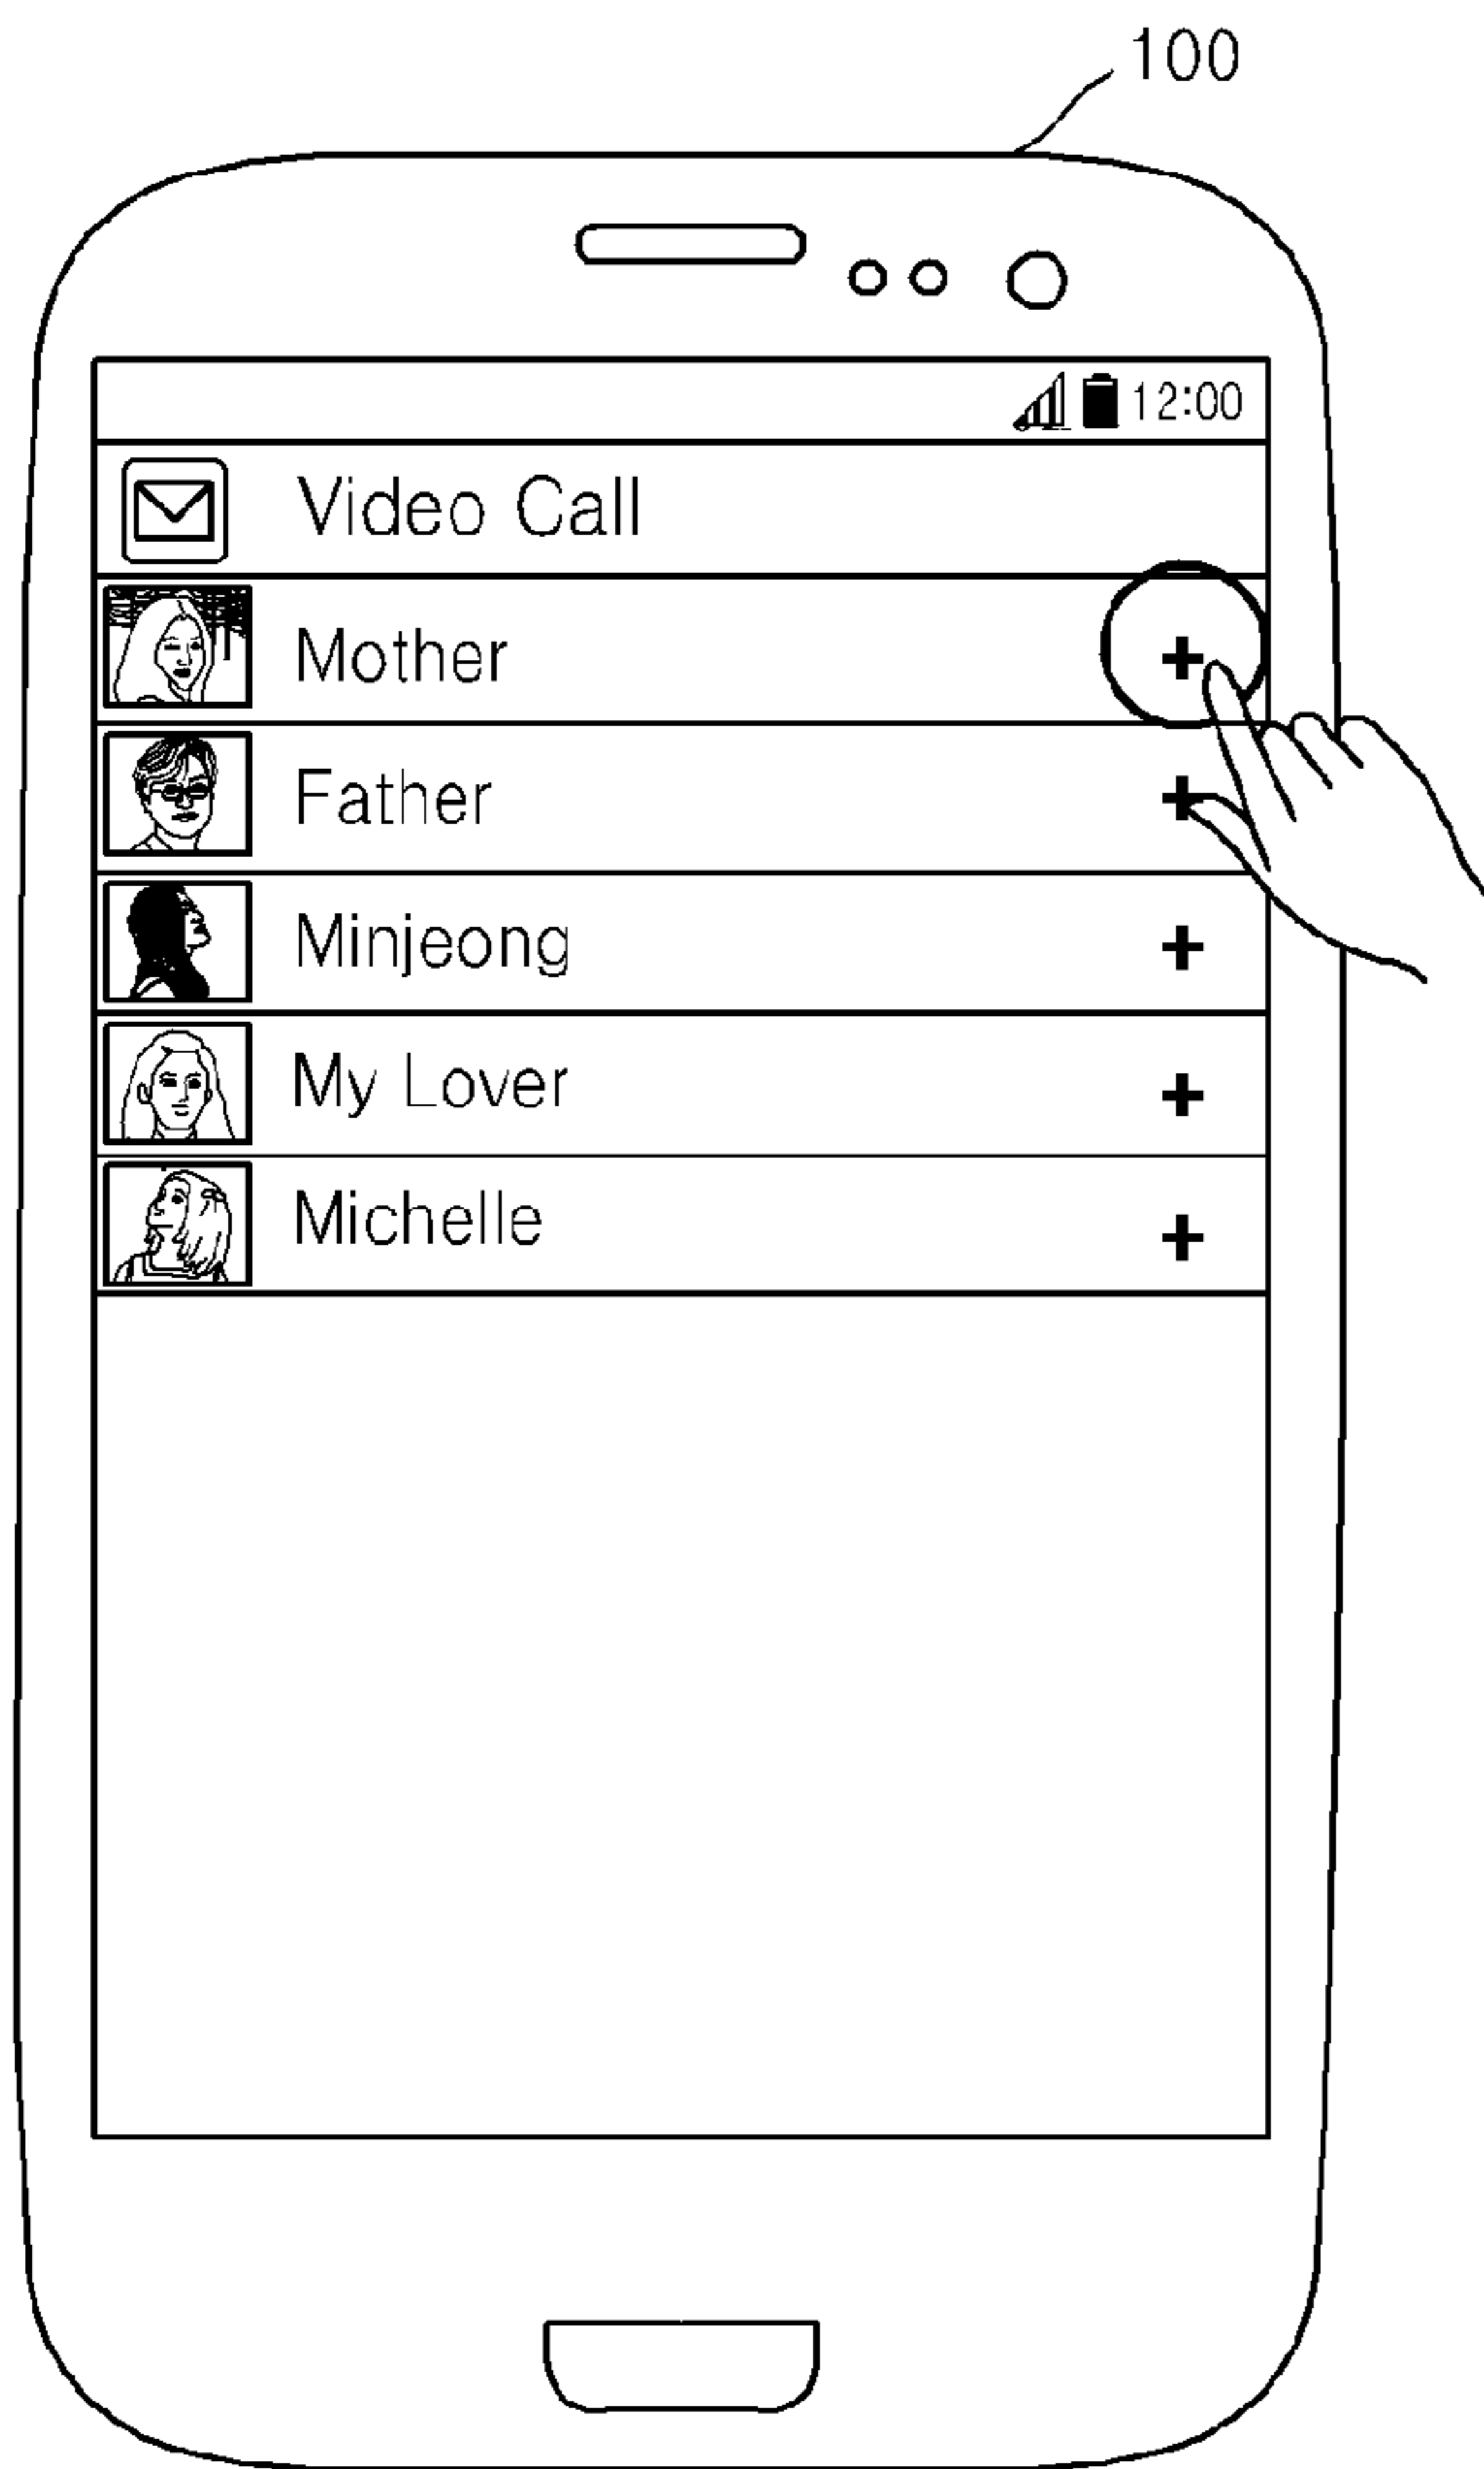 100
12:00
Video Call
Mother +
Father +
Minjeong +
My Lover +
Michelle +